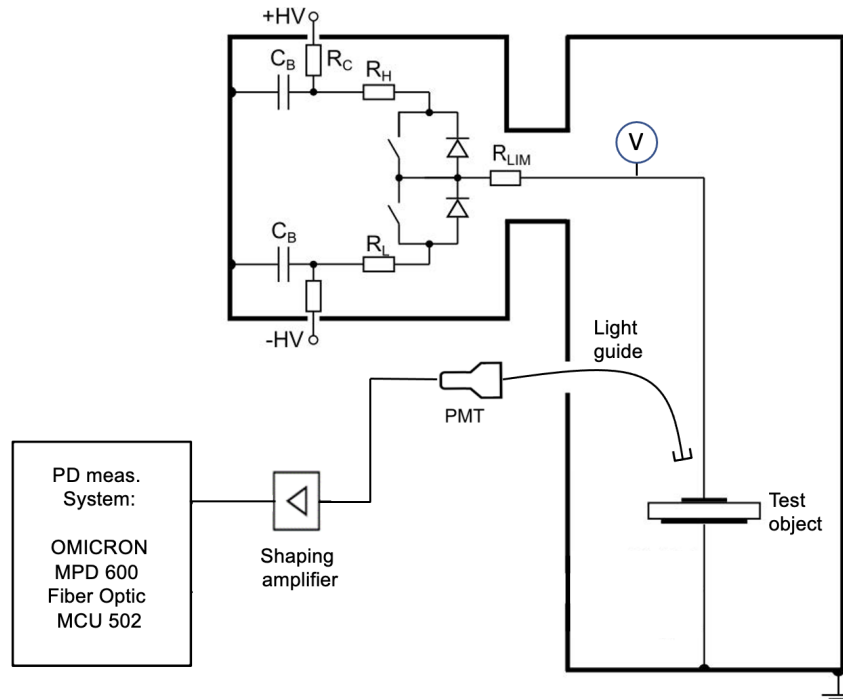 +HV
C_B
R_C
R_H
R_LIM
V
C_B
R_L
-HV
Light
guide
PMT
PD meas.
System:
OMICRON
MPD 600
Fiber Optic
MCU 502
Shaping
amplifier
Test
object